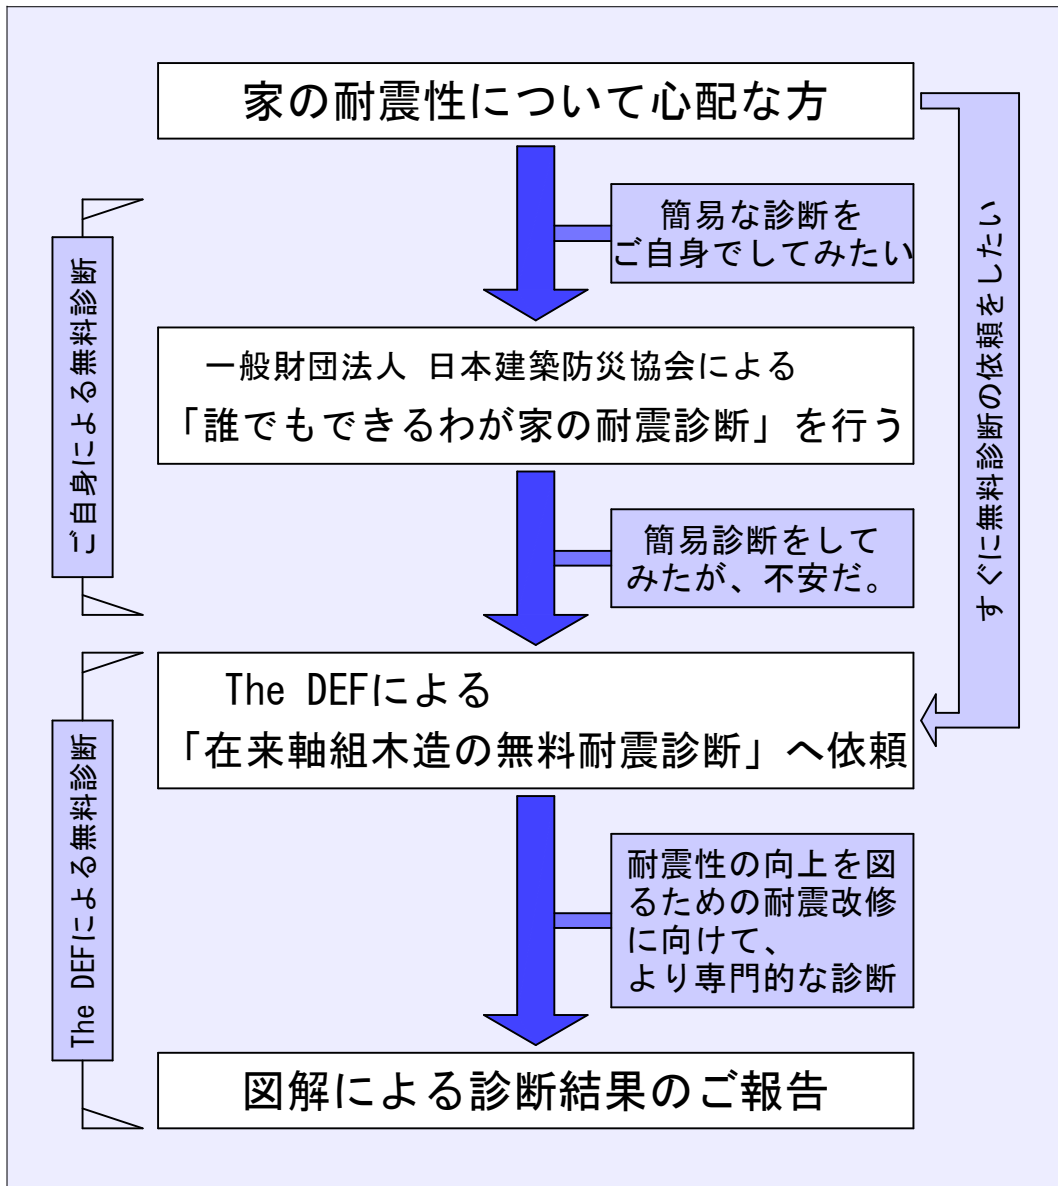 家の耐震性について心配な方
簡易な診断を
ご自身でしてみたい
すぐに無料診断の依頼をしたい
ご自身による無料診断
一般財団法人 日本建築防災協会による
「誰でもできるわが家の耐震診断」を行う
簡易診断をして
みたが、不安だ。
The DEFによる
「在来軸組木造の無料耐震診断」へ依頼
The DEFによる無料診断
耐震性の向上を図
るための耐震改修
に向けて、
より専門的な診断
図解による診断結果のご報告